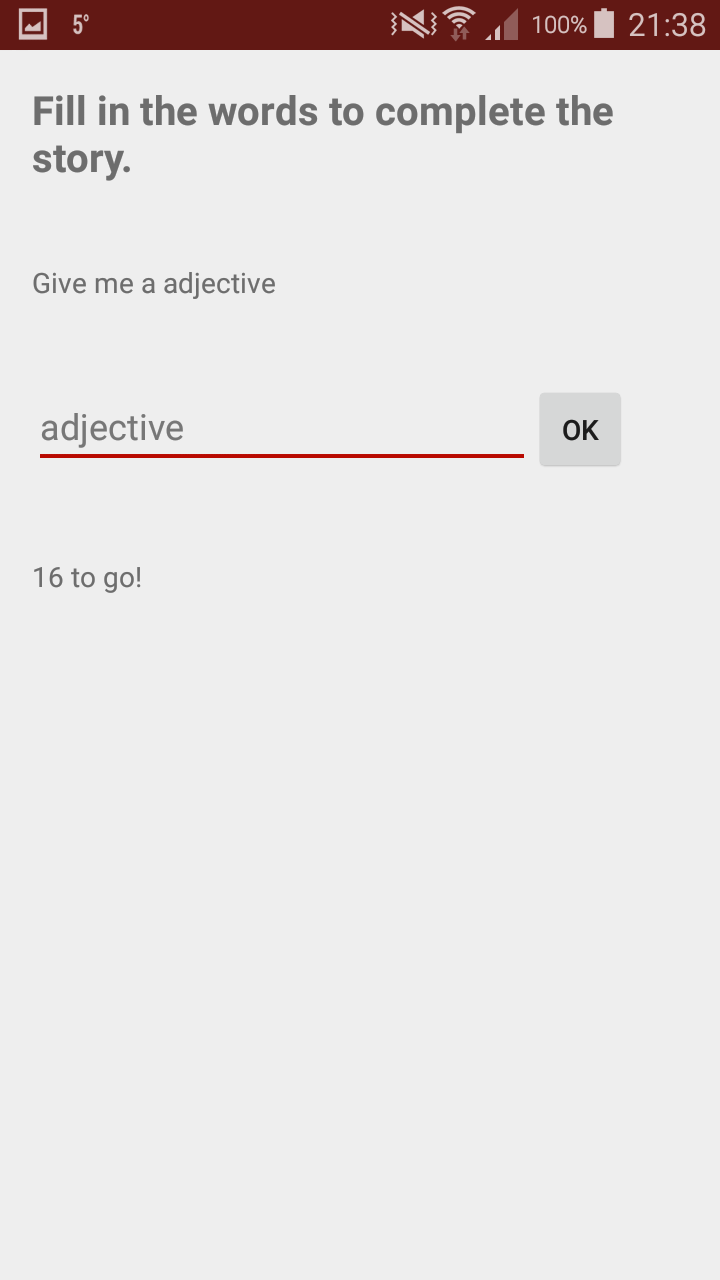 5°
100%
21:38
Fill in the words to complete the
story.
Give me a adjective
adjective
OK
16 to go!